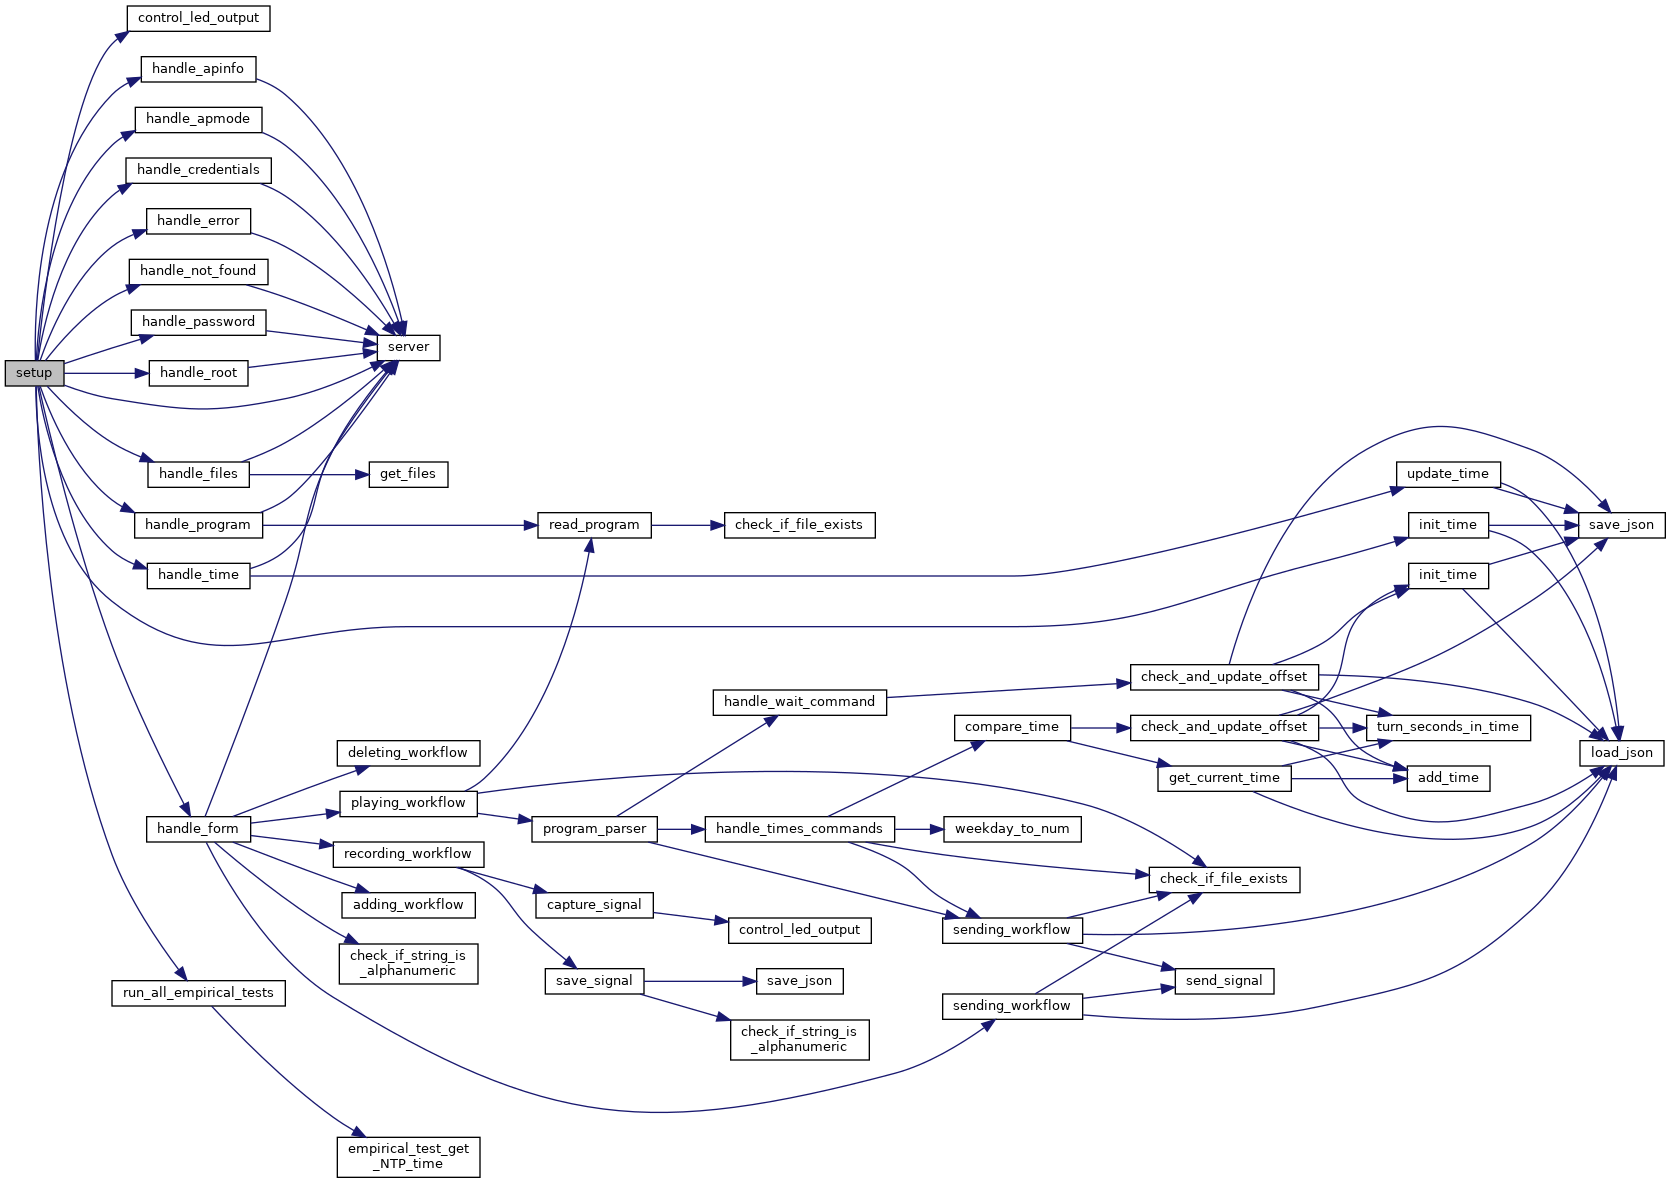 control_led_output
handle_apinfo
handle_apmode
handle_credentials
handle_error
handle_not_found
handle_password
server
setup
handle_root
handle_files
get_files
update_time
handle_program
read_program
check_if_file_exists
init_time
save_json
handle_time
init_time
check_and_update_offset
handle_wait_command
compare_time
check_and_update_offset
turn_seconds_in_time
deleting_workflow
load_json
get_current_time
add_time
playing_workflow
handle_form
program_parser
handle_times_commands
weekday_to_num
recording_workflow
check_if_file_exists
adding_workflow
capture_signal
control_led_output
sending_workflow
check_if_string_is
_alphanumeric
save_signal
save_json
send_signal
run_all_empirical_tests
sending_workflow
check_if_string_is
_alphanumeric
empirical_test_get
_NTP_time